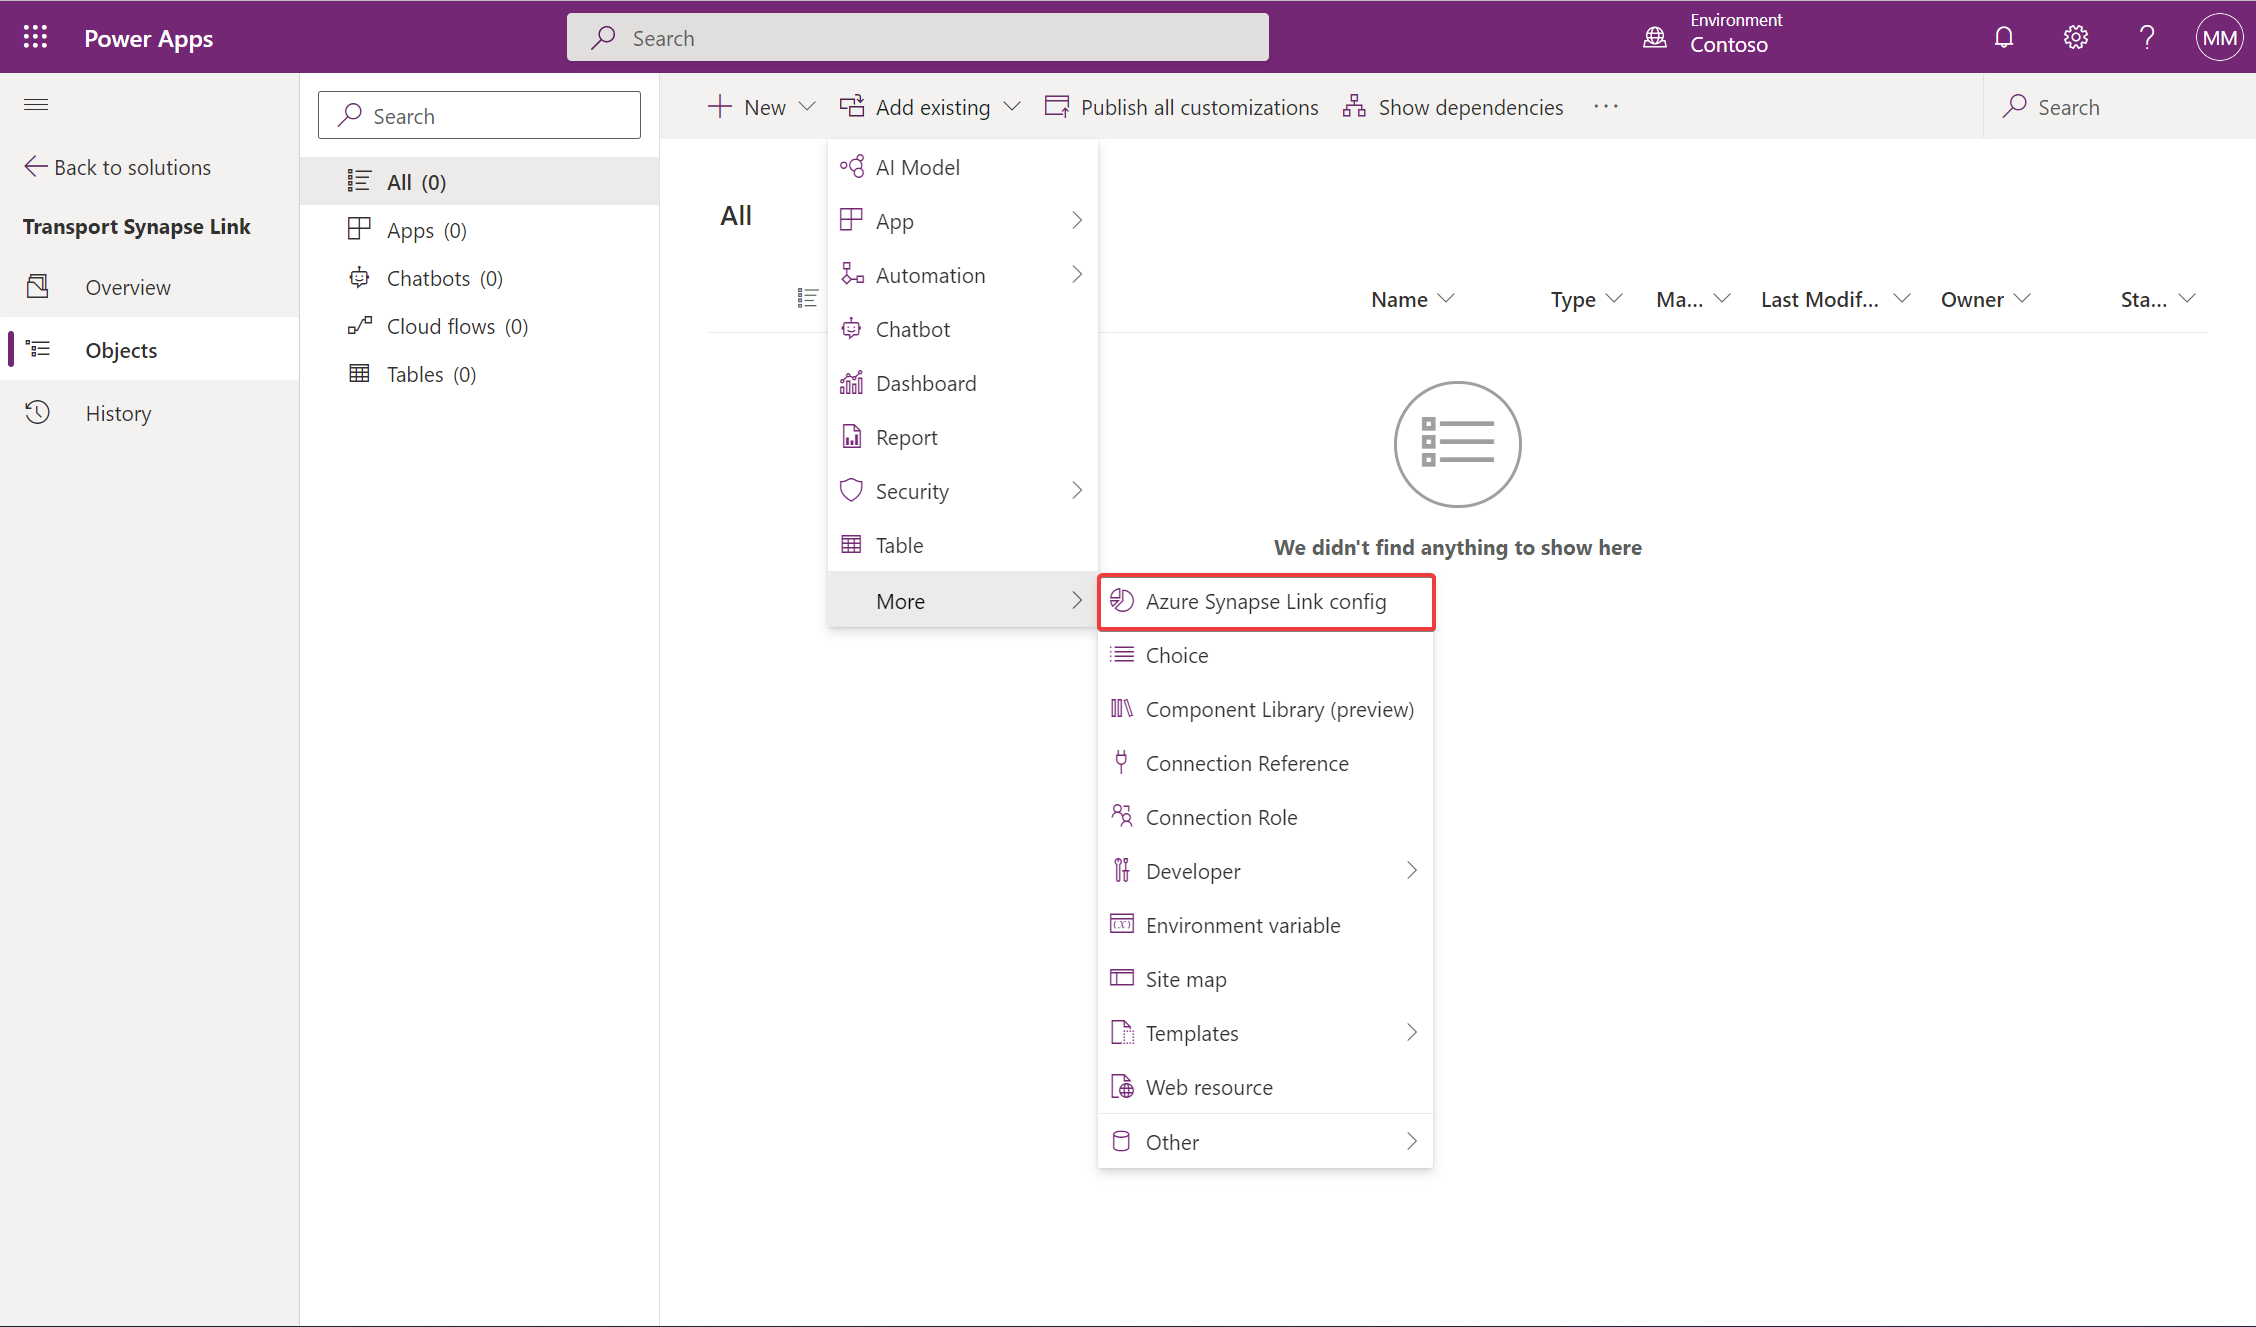 Power Apps
Search
Environment
Contoso
?
MM
Back to solutions
Transport Synapse Link
Overview
Objects
History
Search
All (0)
Apps (0)
Chatbots (0)
Cloud flows (0)
Tables (0)
New
Add existing
Publish all customizations
Show dependencies
...
Search
All
Name
Type
Ma...
Last Modif...
Owner
Sta...
We didn't find anything to show here
AI Model
App
Automation
Chatbot
Dashboard
Report
Security
Table
More
Azure Synapse Link config
Choice
Component Library (preview)
Connection Reference
Connection Role
Developer
Environment variable
Site map
Templates
Web resource
Other